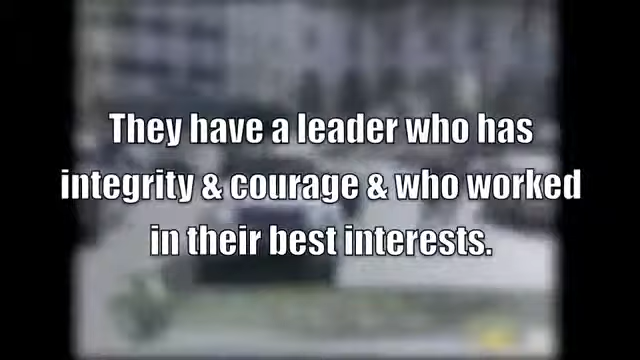 They have a leader who has
integrity & courage & who worked
in their best interests.